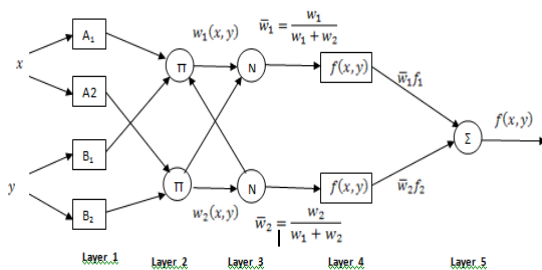 w₁(x,y)
w̄₁ = w₁ / (w₁ + w₂)
A₁
x
A2
Π
N
f(x,y)
w̄₁f₁
f(x,y)
Σ
B₁
y
B₂
Π
N
f(x,y)
w̄₂f₂
w₂(x,y)
w̄₂ = w₂ / (w₁ + w₂)
Layer 1
Layer 2
Layer 3
Layer 4
Layer 5